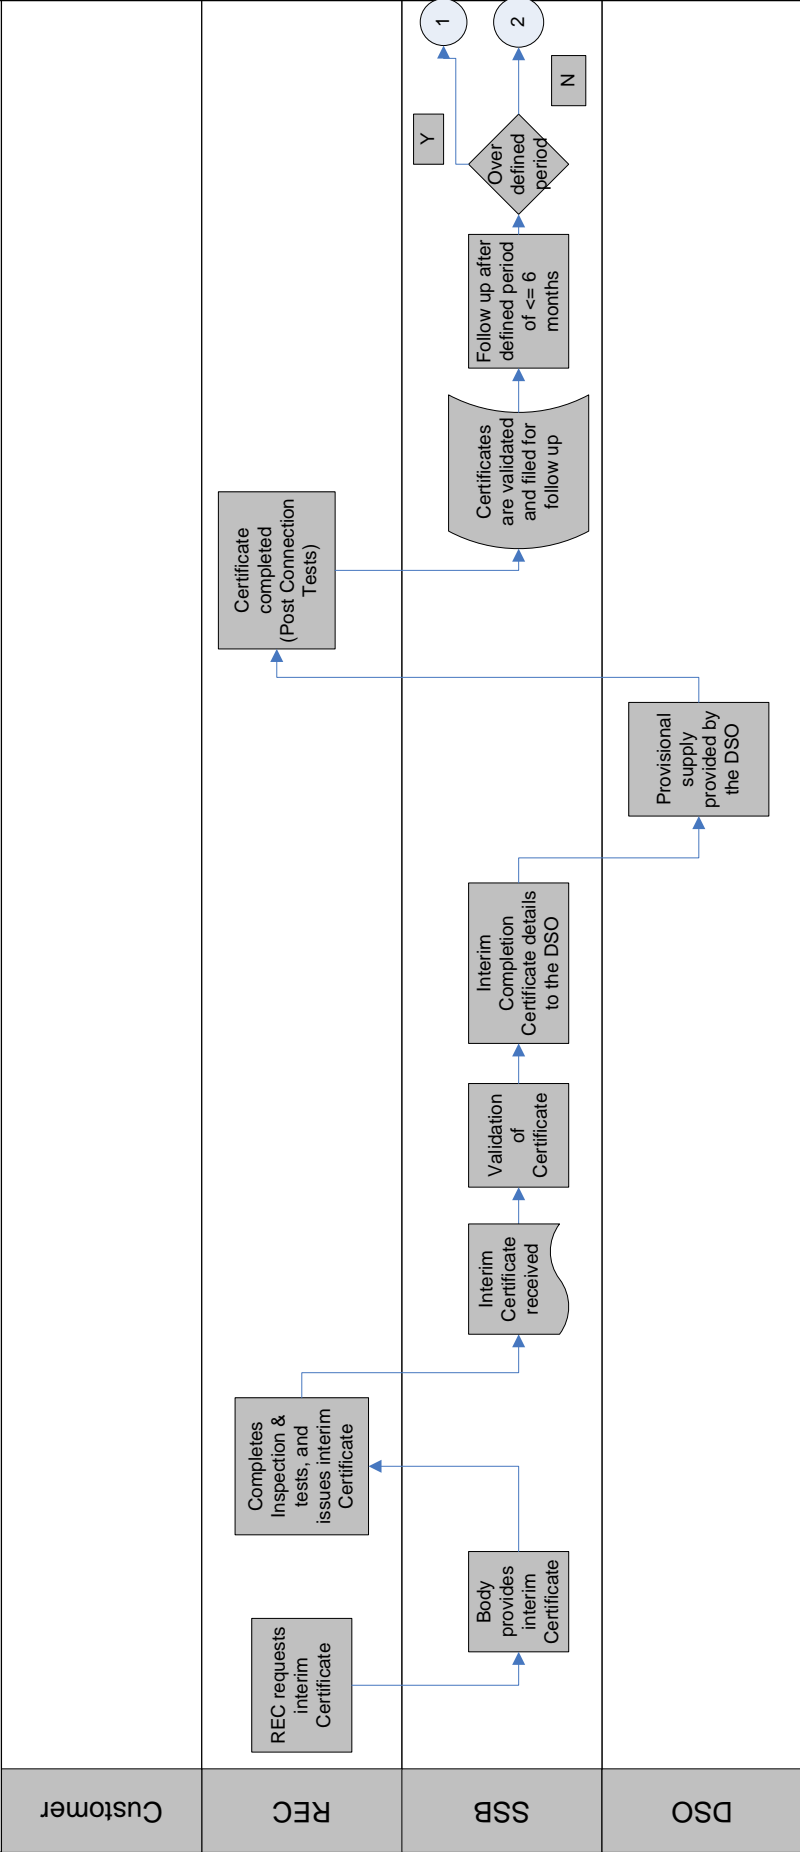 Customer
REC
SSB
DSO
REC requests
interim
Certificate
Body
provides
interim
Certificate
Completes
Inspection &
tests, and
issues interim
Certificate
Interim
Certificate
received
Validation
of
Certificate
Interim
Completion
Certificate details
to the DSO
Provisional
supply
provided by
the DSO
Certificate
completed
(Post Connection
Tests)
Certificates
are validated
and filed for
follow up
Follow up after
defined period
of <= 6
months
Over
defined
period
Y
N
1
2